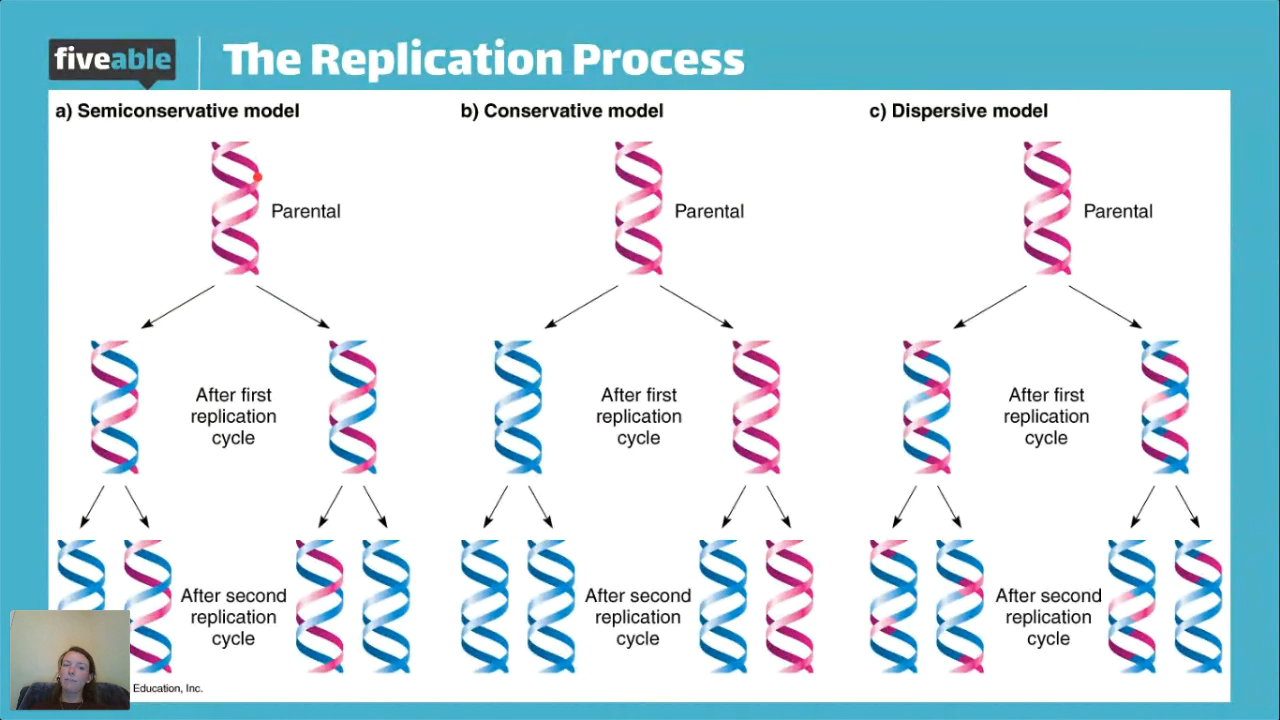 fiveable
The Replication Process
a) Semiconservative model
b) Conservative model
c) Dispersive model
Parental
Parental
Parental
After first
replication
cycle
After first
replication
cycle
After first
replication
cycle
After second
replication
cycle
After second
replication
cycle
After second
replication
cycle
Education, Inc.